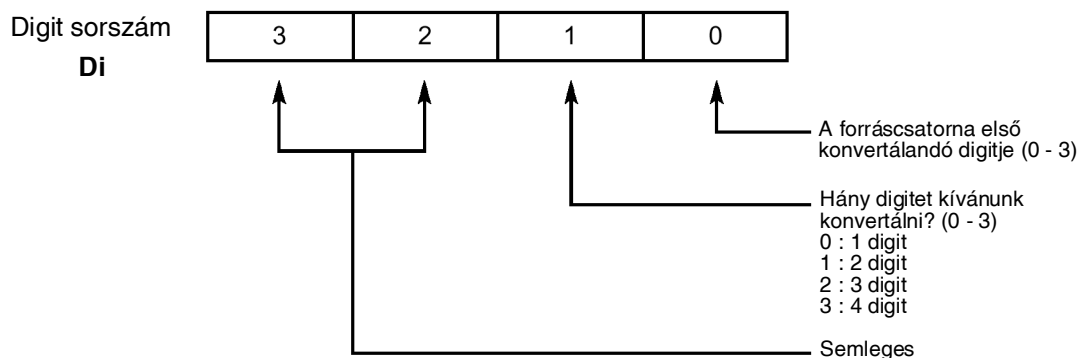 Digit sorszám
Di
3 2 1 0
A forráscsatorna első
konvertálandó digitje (0 - 3)
Hány digitet kívánunk
konvertálni? (0 - 3)
0 : 1 digit
1 : 2 digit
2 : 3 digit
3 : 4 digit
Semleges